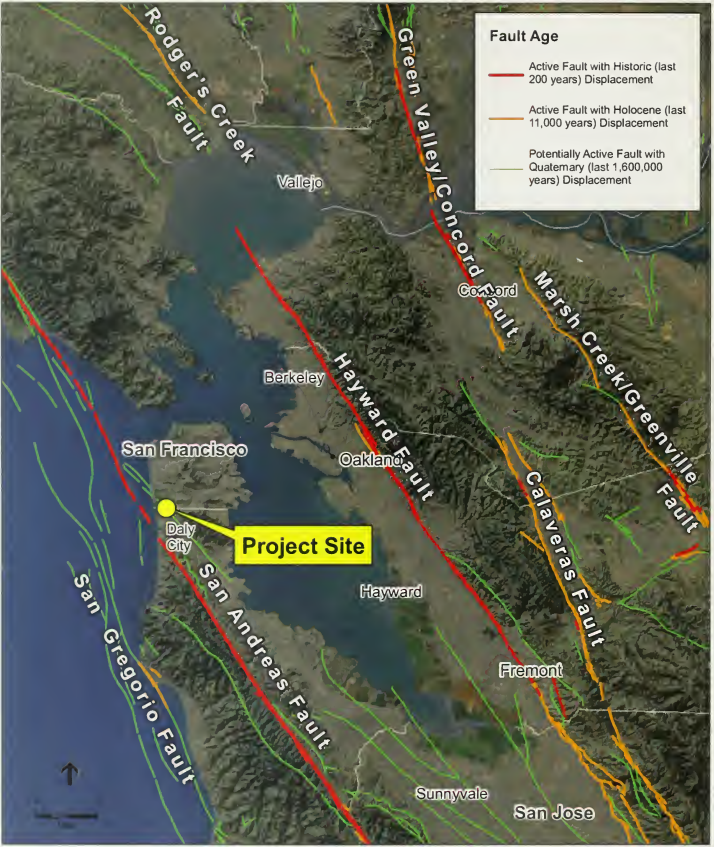 Fault Age
Active Fault with Historic (last
200 years) Displacement
Active Fault with Holocene (last
11,000 years) Displacement
Potentially Active Fault with
Quaternary (last 1,600,000
years) Displacement
Rodger's Creek
Fault
Green Valley/Concord Fault
Vallejo
Concord
Marsh Creek/Greenville
Fault
Berkeley
Hayward Fault
San Francisco
Oakland
Calaveras Fault
Daly
City
Project Site
San Andreas Fault
Hayward
San Gregorio Fault
Fremont
Sunnyvale
San Jose